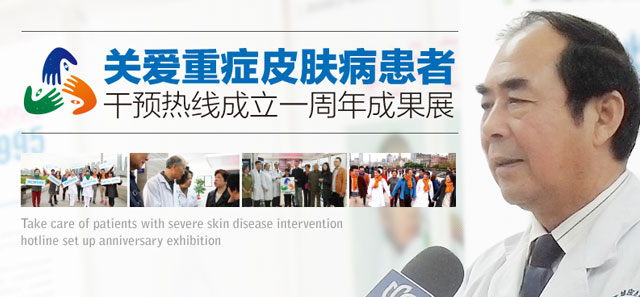 关爱重症皮肤病患者
干预热线成立一周年成果展
Take care of patients with severe skin disease intervention
hotline set up anniversary exhibition